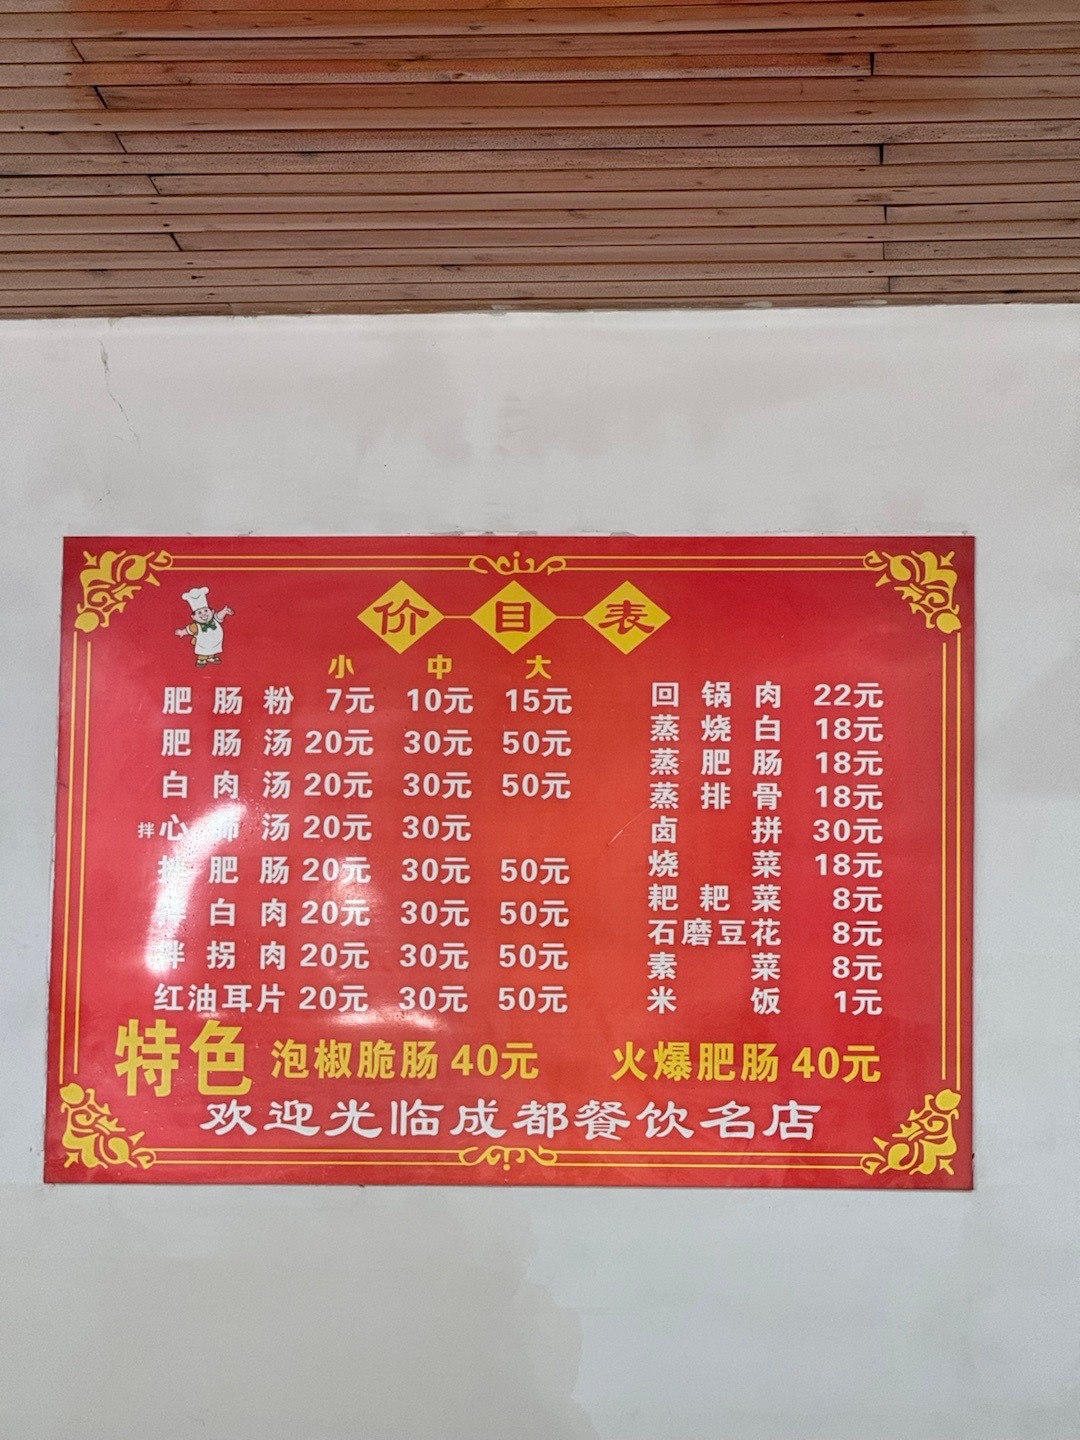 价目表
小 中 大
肥肠粉 7元 10元 15元
肥肠汤 20元 30元 50元
白肉汤 20元 30元 50元
拌心肺汤 20元 30元
拌肥肠 20元 30元 50元
拌白肉 20元 30元 50元
拌拐肉 20元 30元 50元
红油耳片 20元 30元 50元
回锅肉 22元
蒸烧白 18元
蒸肥肠 18元
蒸排骨 18元
卤拼 30元
烧菜 18元
耙耙菜 8元
石磨豆花 8元
素菜 8元
米饭 1元
特色 泡椒脆肠 40元 火爆肥肠 40元
欢迎光临成都餐饮名店